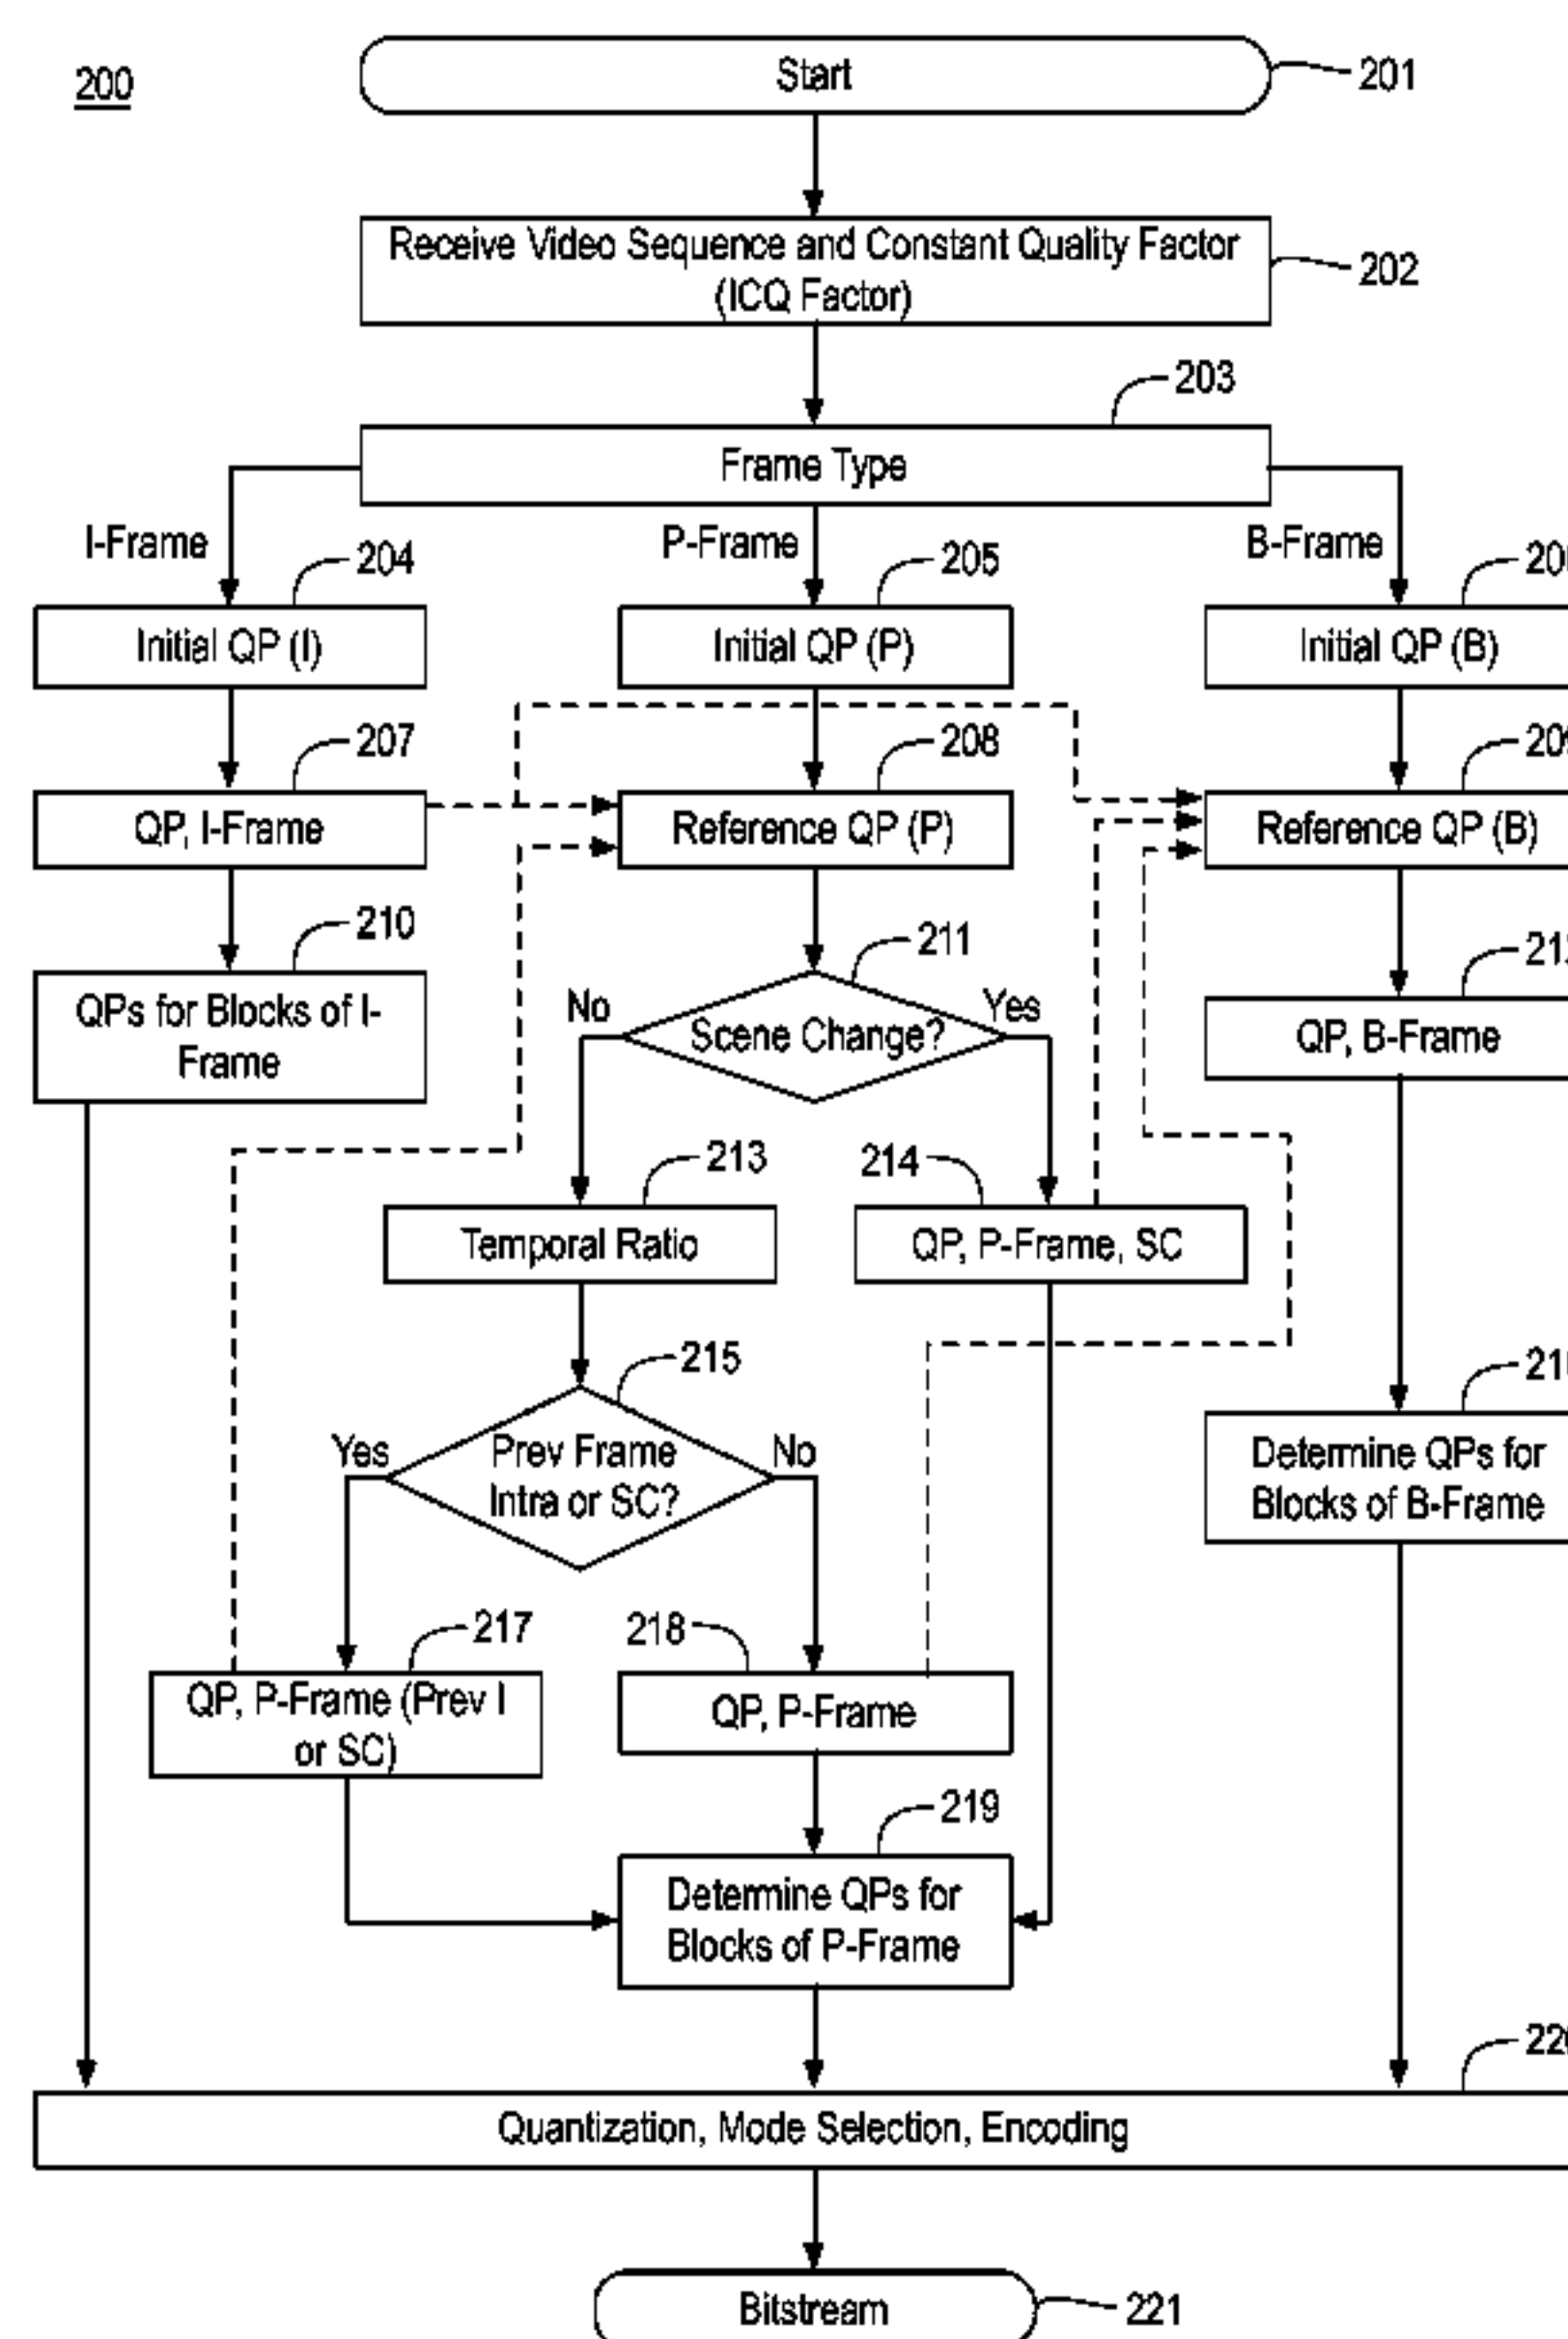 200
Start
201
Receive Video Sequence and Constant Quality Factor
(ICQ Factor)
202
203
Frame Type
I-Frame
P-Frame
B-Frame
204
205
Initial QP (I)
Initial QP (P)
Initial QP (B)
207
208
QP, I-Frame
Reference QP (P)
Reference QP (B)
210
211
QPs for Blocks of I-
Frame
No
Yes
Scene Change?
QP, B-Frame
213
214
Temporal Ratio
QP, P-Frame, SC
215
Yes
No
Prev Frame
Intra or SC?
Determine QPs for
Blocks of B-Frame
217
218
QP, P-Frame (Prev I
or SC)
QP, P-Frame
219
Determine QPs for
Blocks of P-Frame
Quantization, Mode Selection, Encoding
Bitstream
221